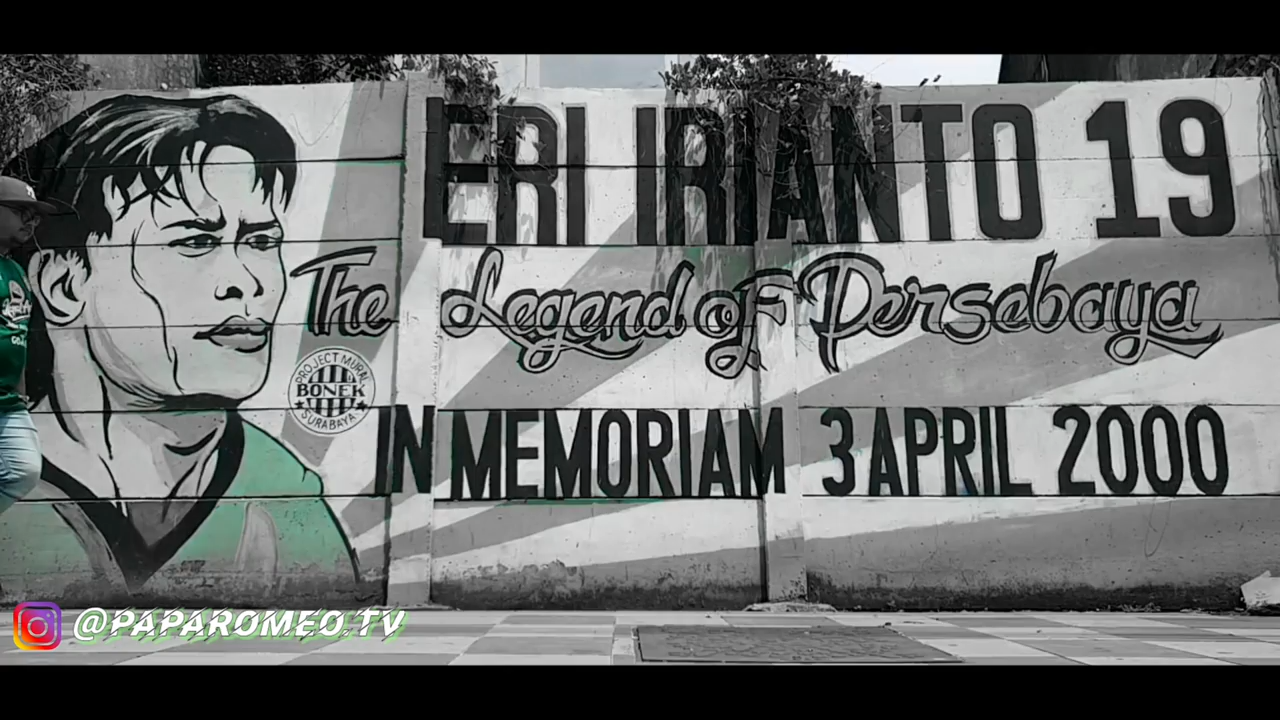 ERI IRIANTO 19
The Legend of Persebaya
PROJECT MURAL
BONEK
SURABAYA
IN MEMORIAM 3 APRIL 2000
@PAPAROMEO.TV